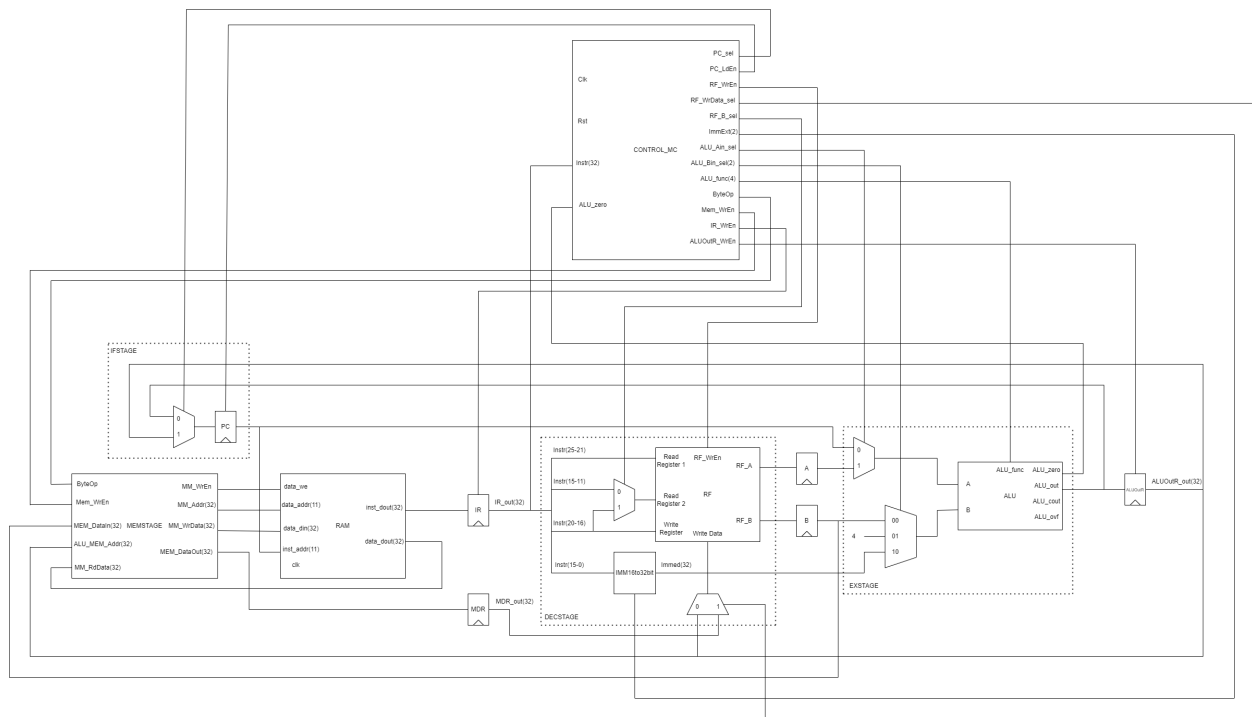 PC_sel
PC_LdEn
Clk
RF_WrEn
RF_WrData_sel
RF_B_sel
Rst
ImmExt(2)
CONTROL_MC
ALU_Ain_sel
Instr(32)
ALU_Bin_sel(2)
ALU_func(4)
ByteOp
ALU_zero
Mem_WrEn
IR_WrEn
ALUOutR_WrEn
IFSTAGE
0
1
PC
ByteOp
Mem_WrEn
MEM_DataIn(32)
ALU_MEM_Addr(32)
MM_RdData(32)
MEMSTAGE
MM_WrEn
MM_Addr(32)
MM_WrData(32)
MEM_DataOut(32)
data_we
data_addr(11)
data_din(32)
inst_addr(11)
clk
RAM
inst_dout(32)
data_dout(32)
IR
IR_out(32)
MDR
MDR_out(32)
DECSTAGE
Instr(25-21)
Instr(15-11)
Instr(20-16)
Instr(15-0)
0
1
Read
Register 1
Read
Register 2
Write
Register
RF_WrEn
RF
Write Data
RF_A
RF_B
IMM16to32bit
Immed(32)
0
1
A
B
EXSTAGE
0
1
00
4
01
10
ALU_func
ALU
A
B
ALU_zero
ALU_out
ALU_cout
ALU_ovf
ALUOutR
ALUOutR_out(32)